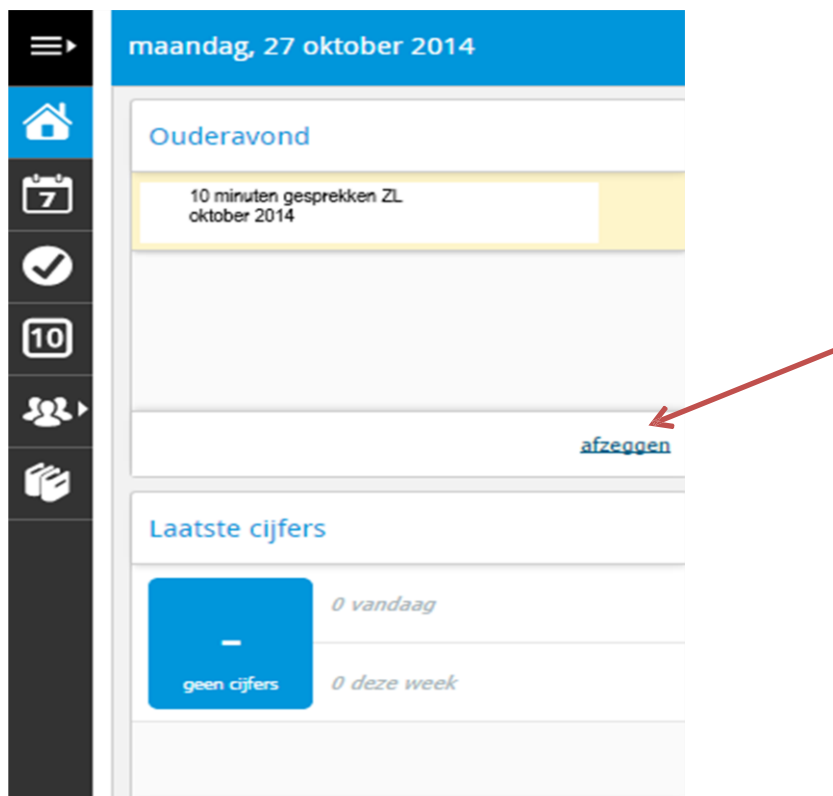 maandag, 27 oktober 2014
Ouderavond
7
10 minuten gesprekken ZL
oktober 2014
10
afzeggen
Laatste cijfers
0 vandaag
-
geen cijfers
0 deze week